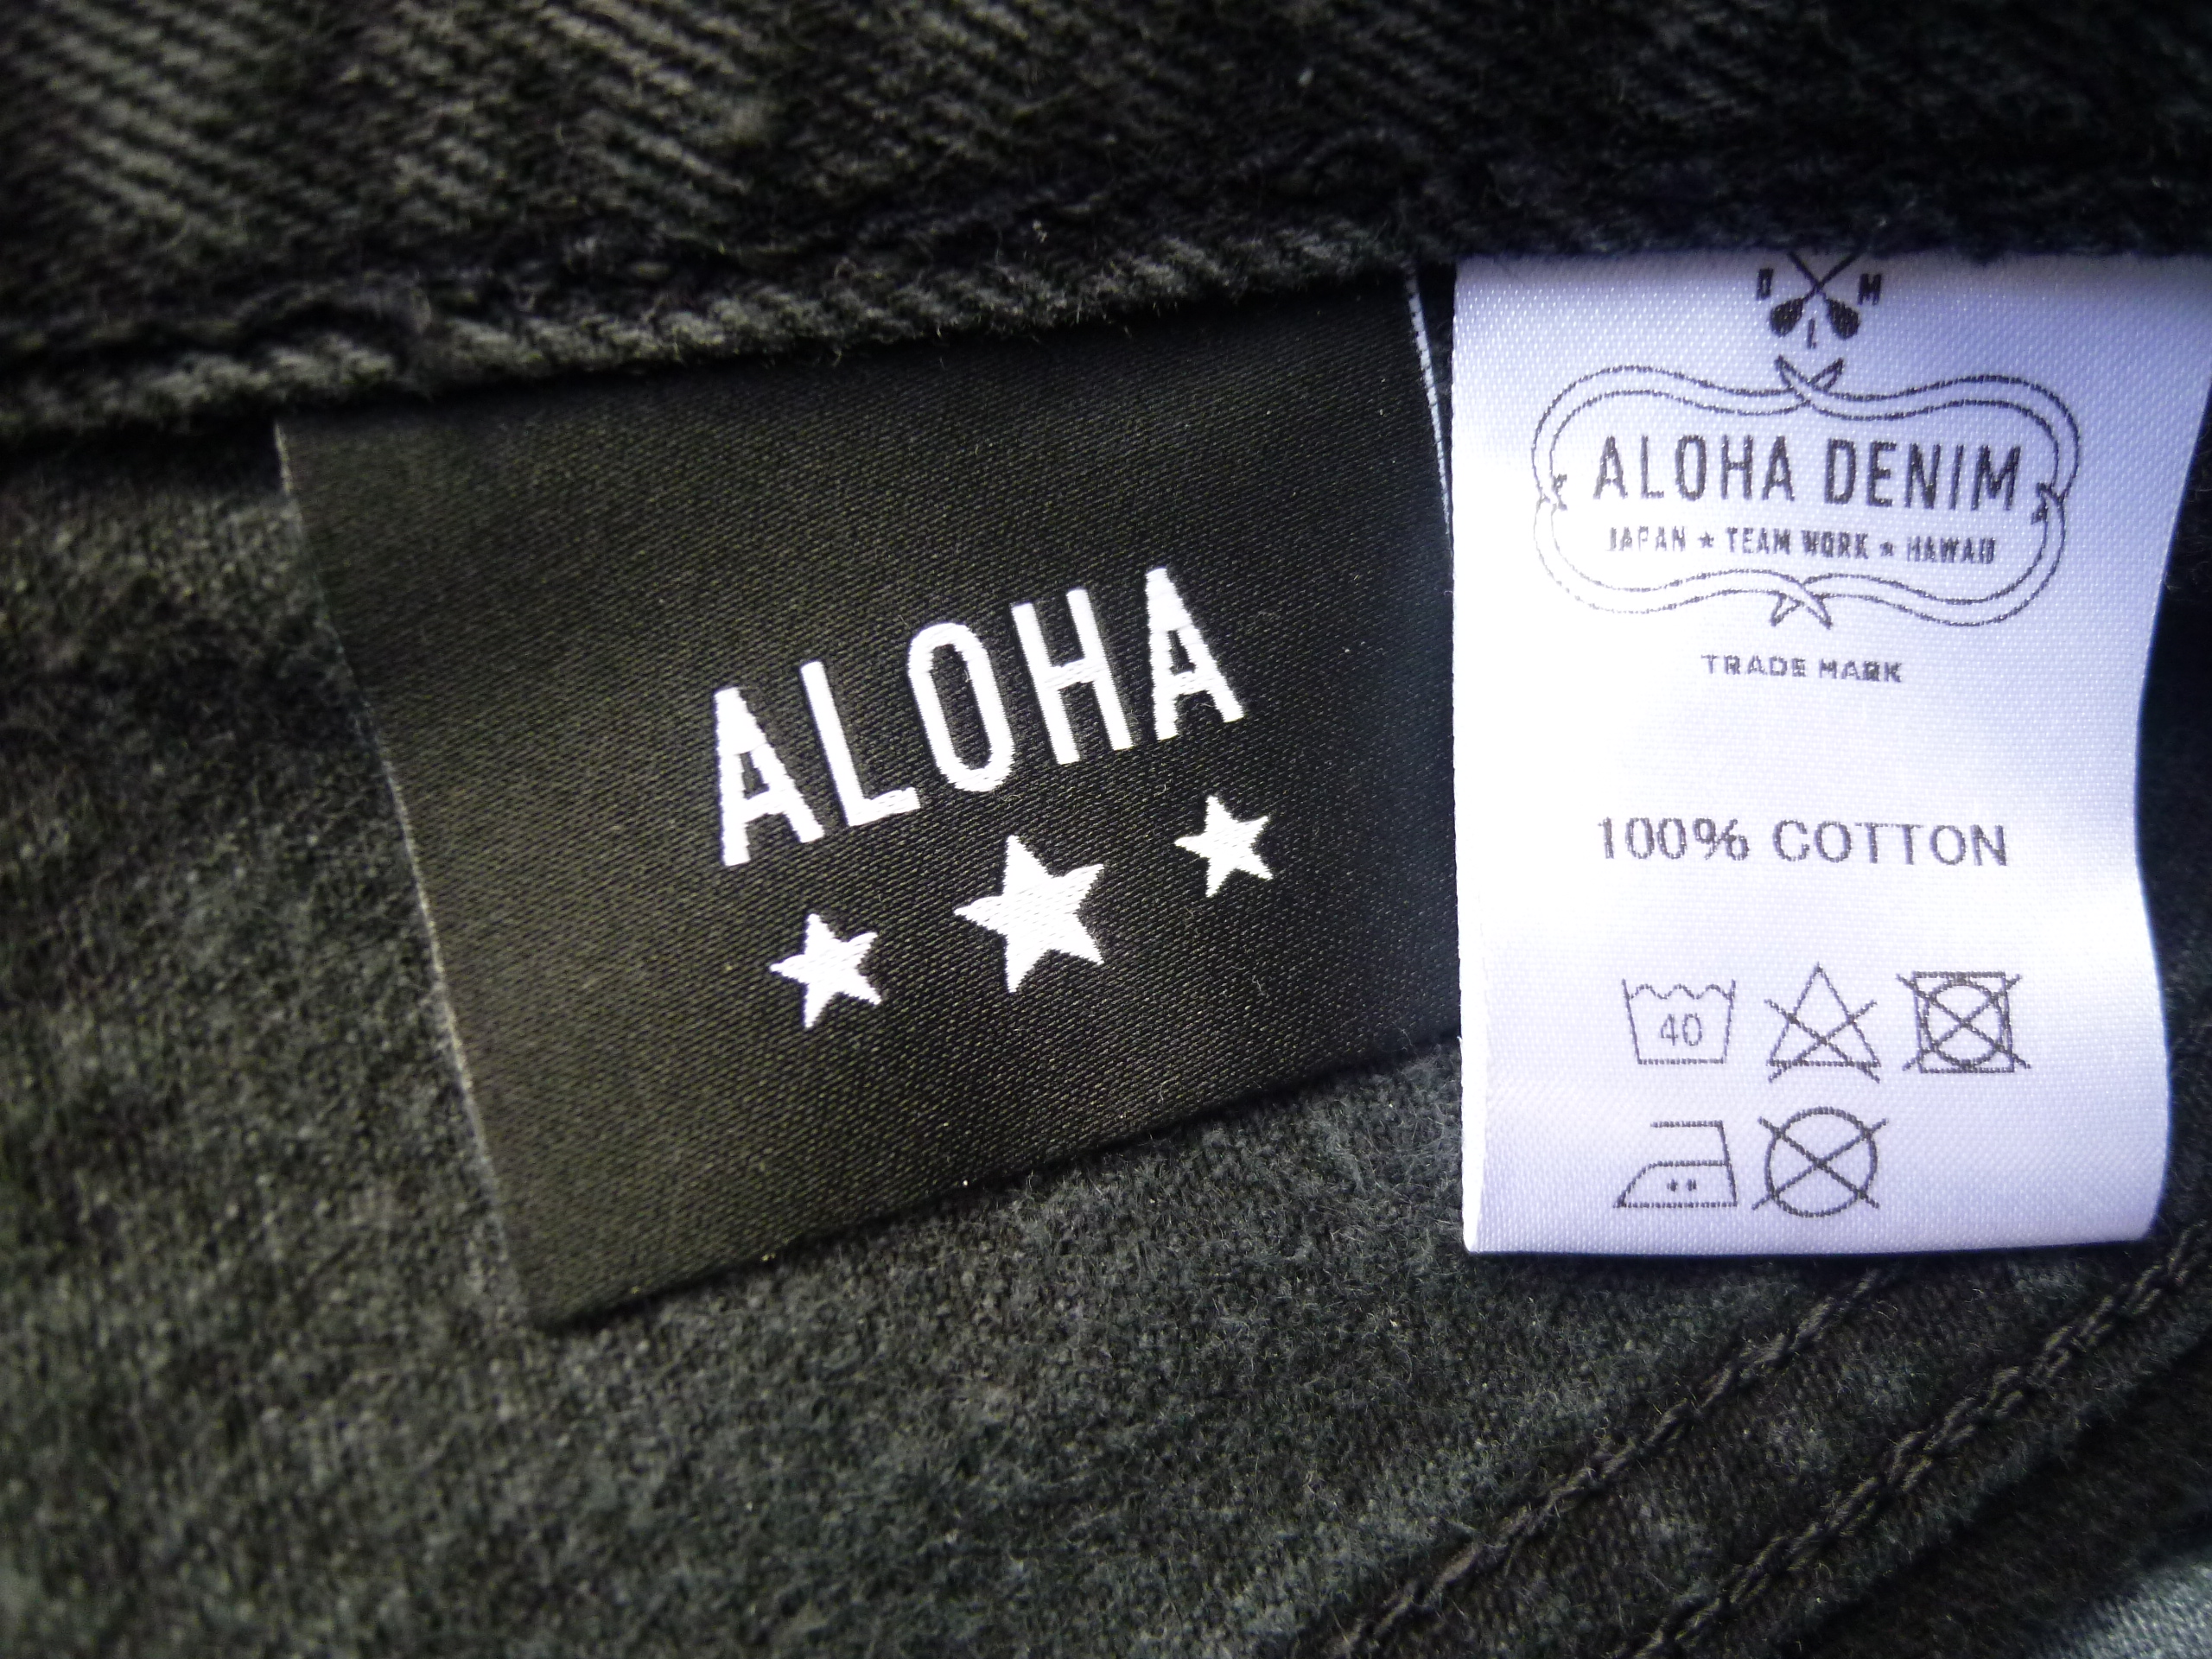 ALOHA
D M
L
ALOHA DENIM
JAPAN ★ TEAM WORK ★ HAWAII
TRADE MARK
100% COTTON
40